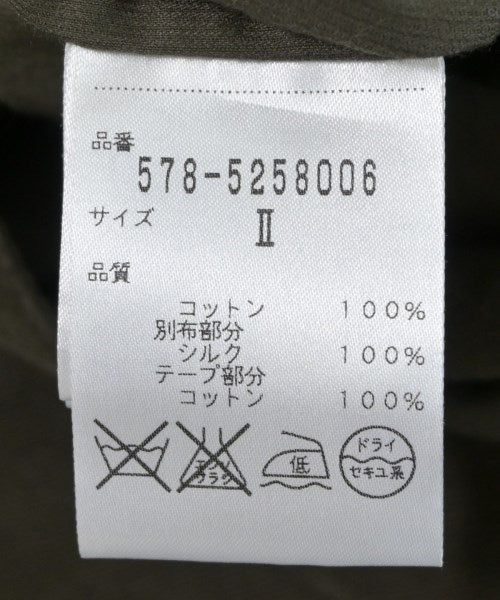 品番
578-5258006
サイズ
Ⅱ
品質
コットン 100%
別布部分
シルク 100%
テープ部分
コットン 100%
エンソ
サラシ
低
ドライ
セキユ系